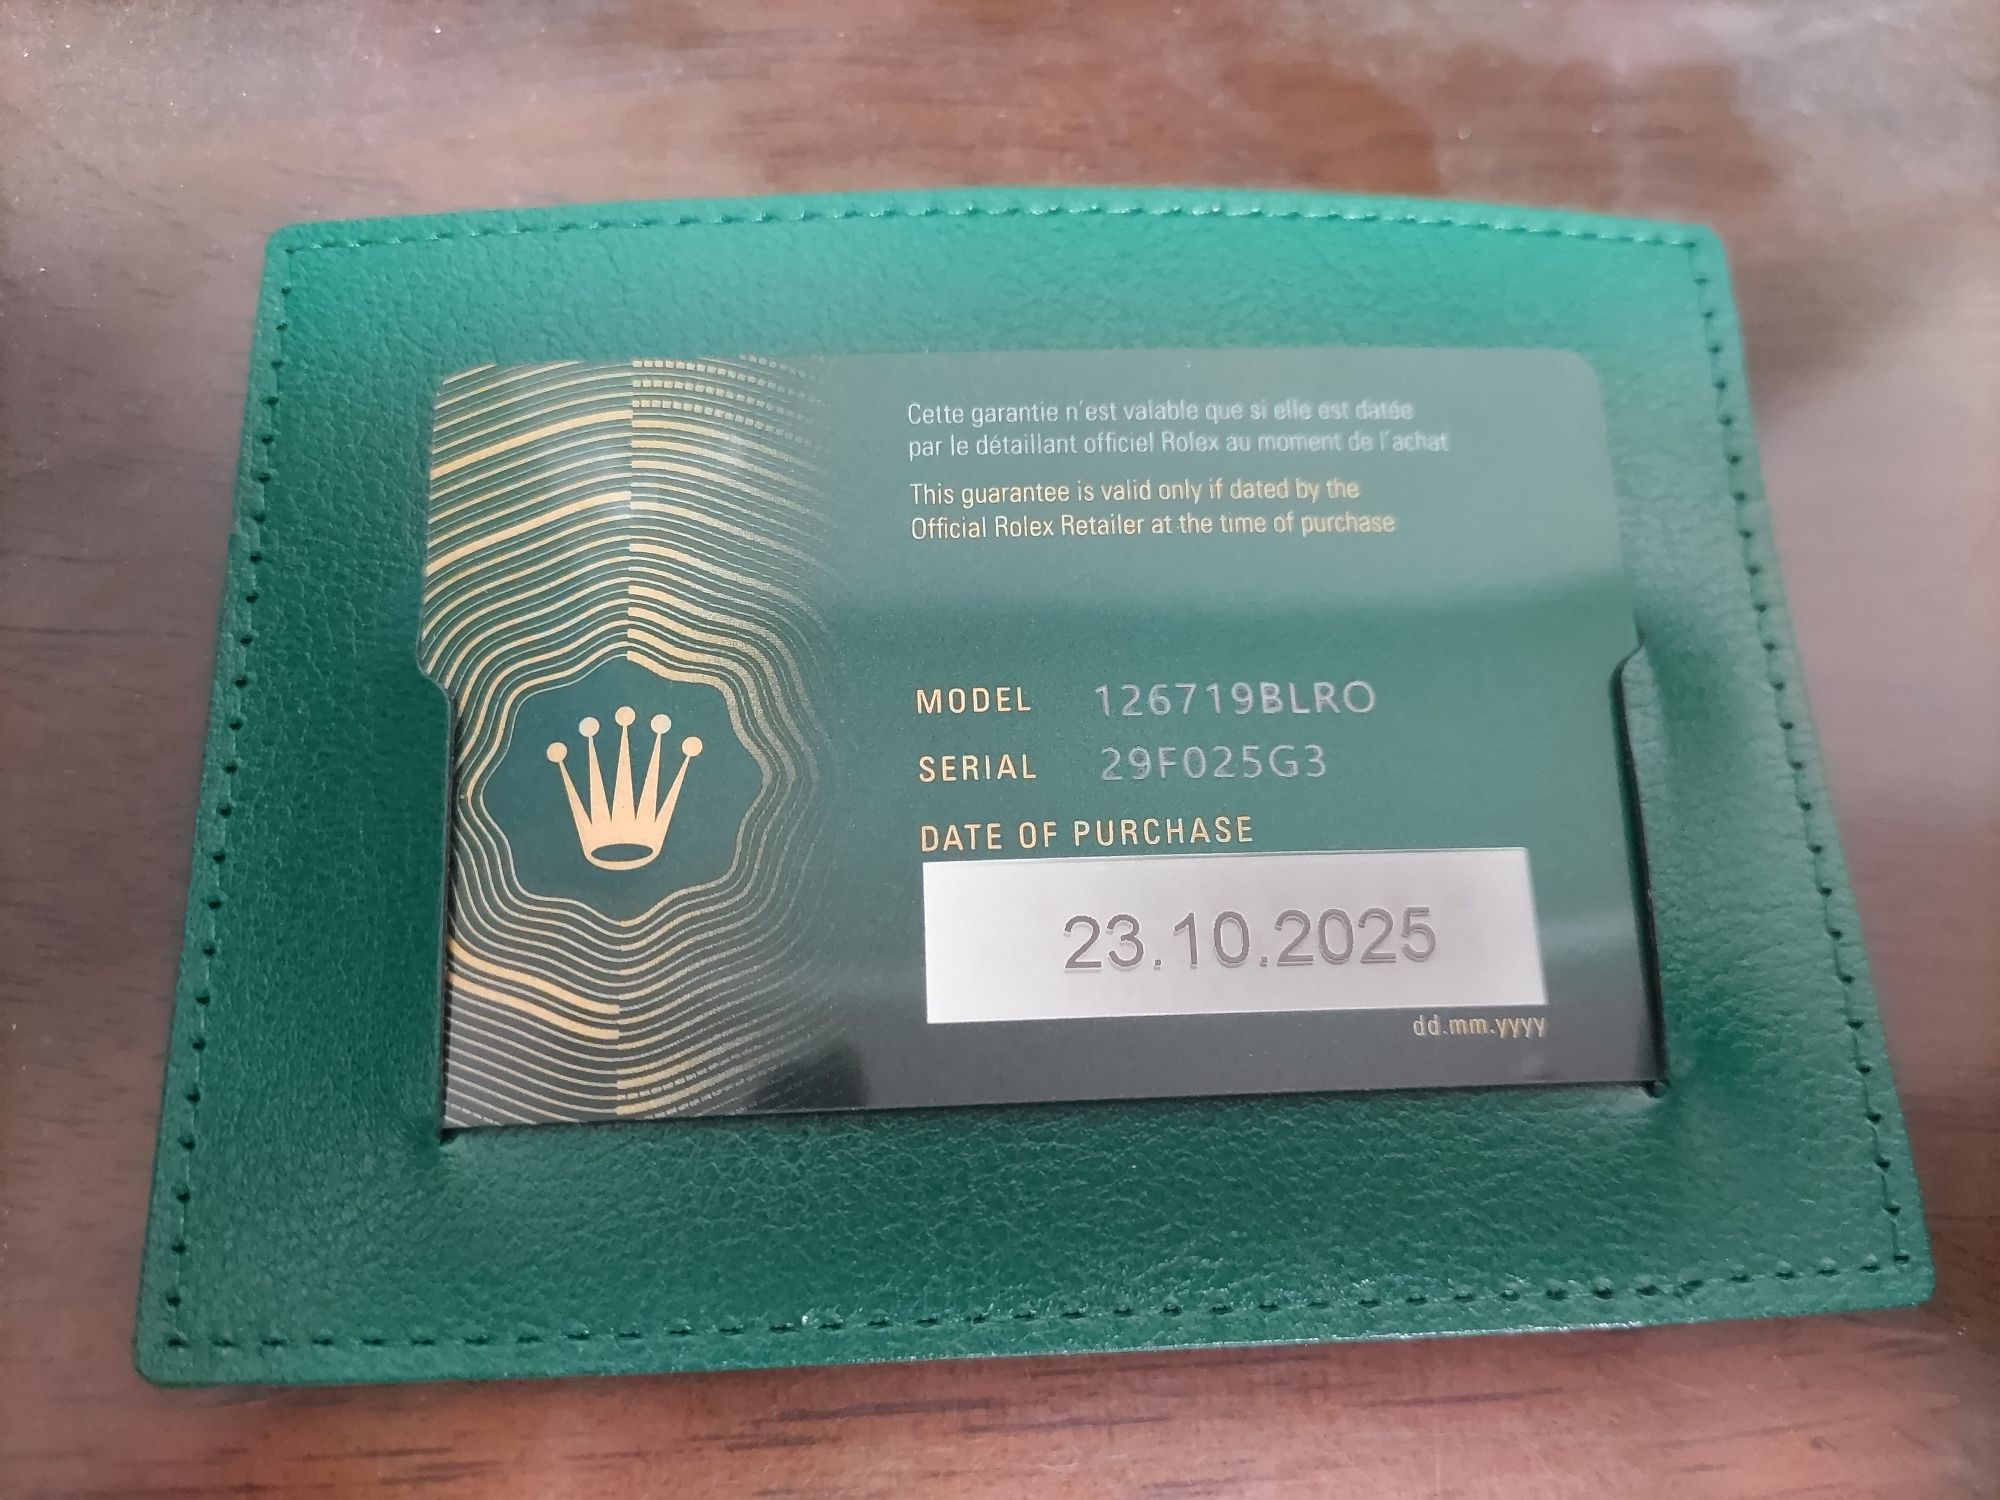 Cette garantie n'est valable que si elle est datée
par le détaillant officiel Rolex au moment de l'achat
This guarantee is valid only if dated by the
Official Rolex Retailer at the time of purchase
MODEL 126719BLRO
SERIAL 29F025G3
DATE OF PURCHASE
23.10.2025
dd.mm.yyyy